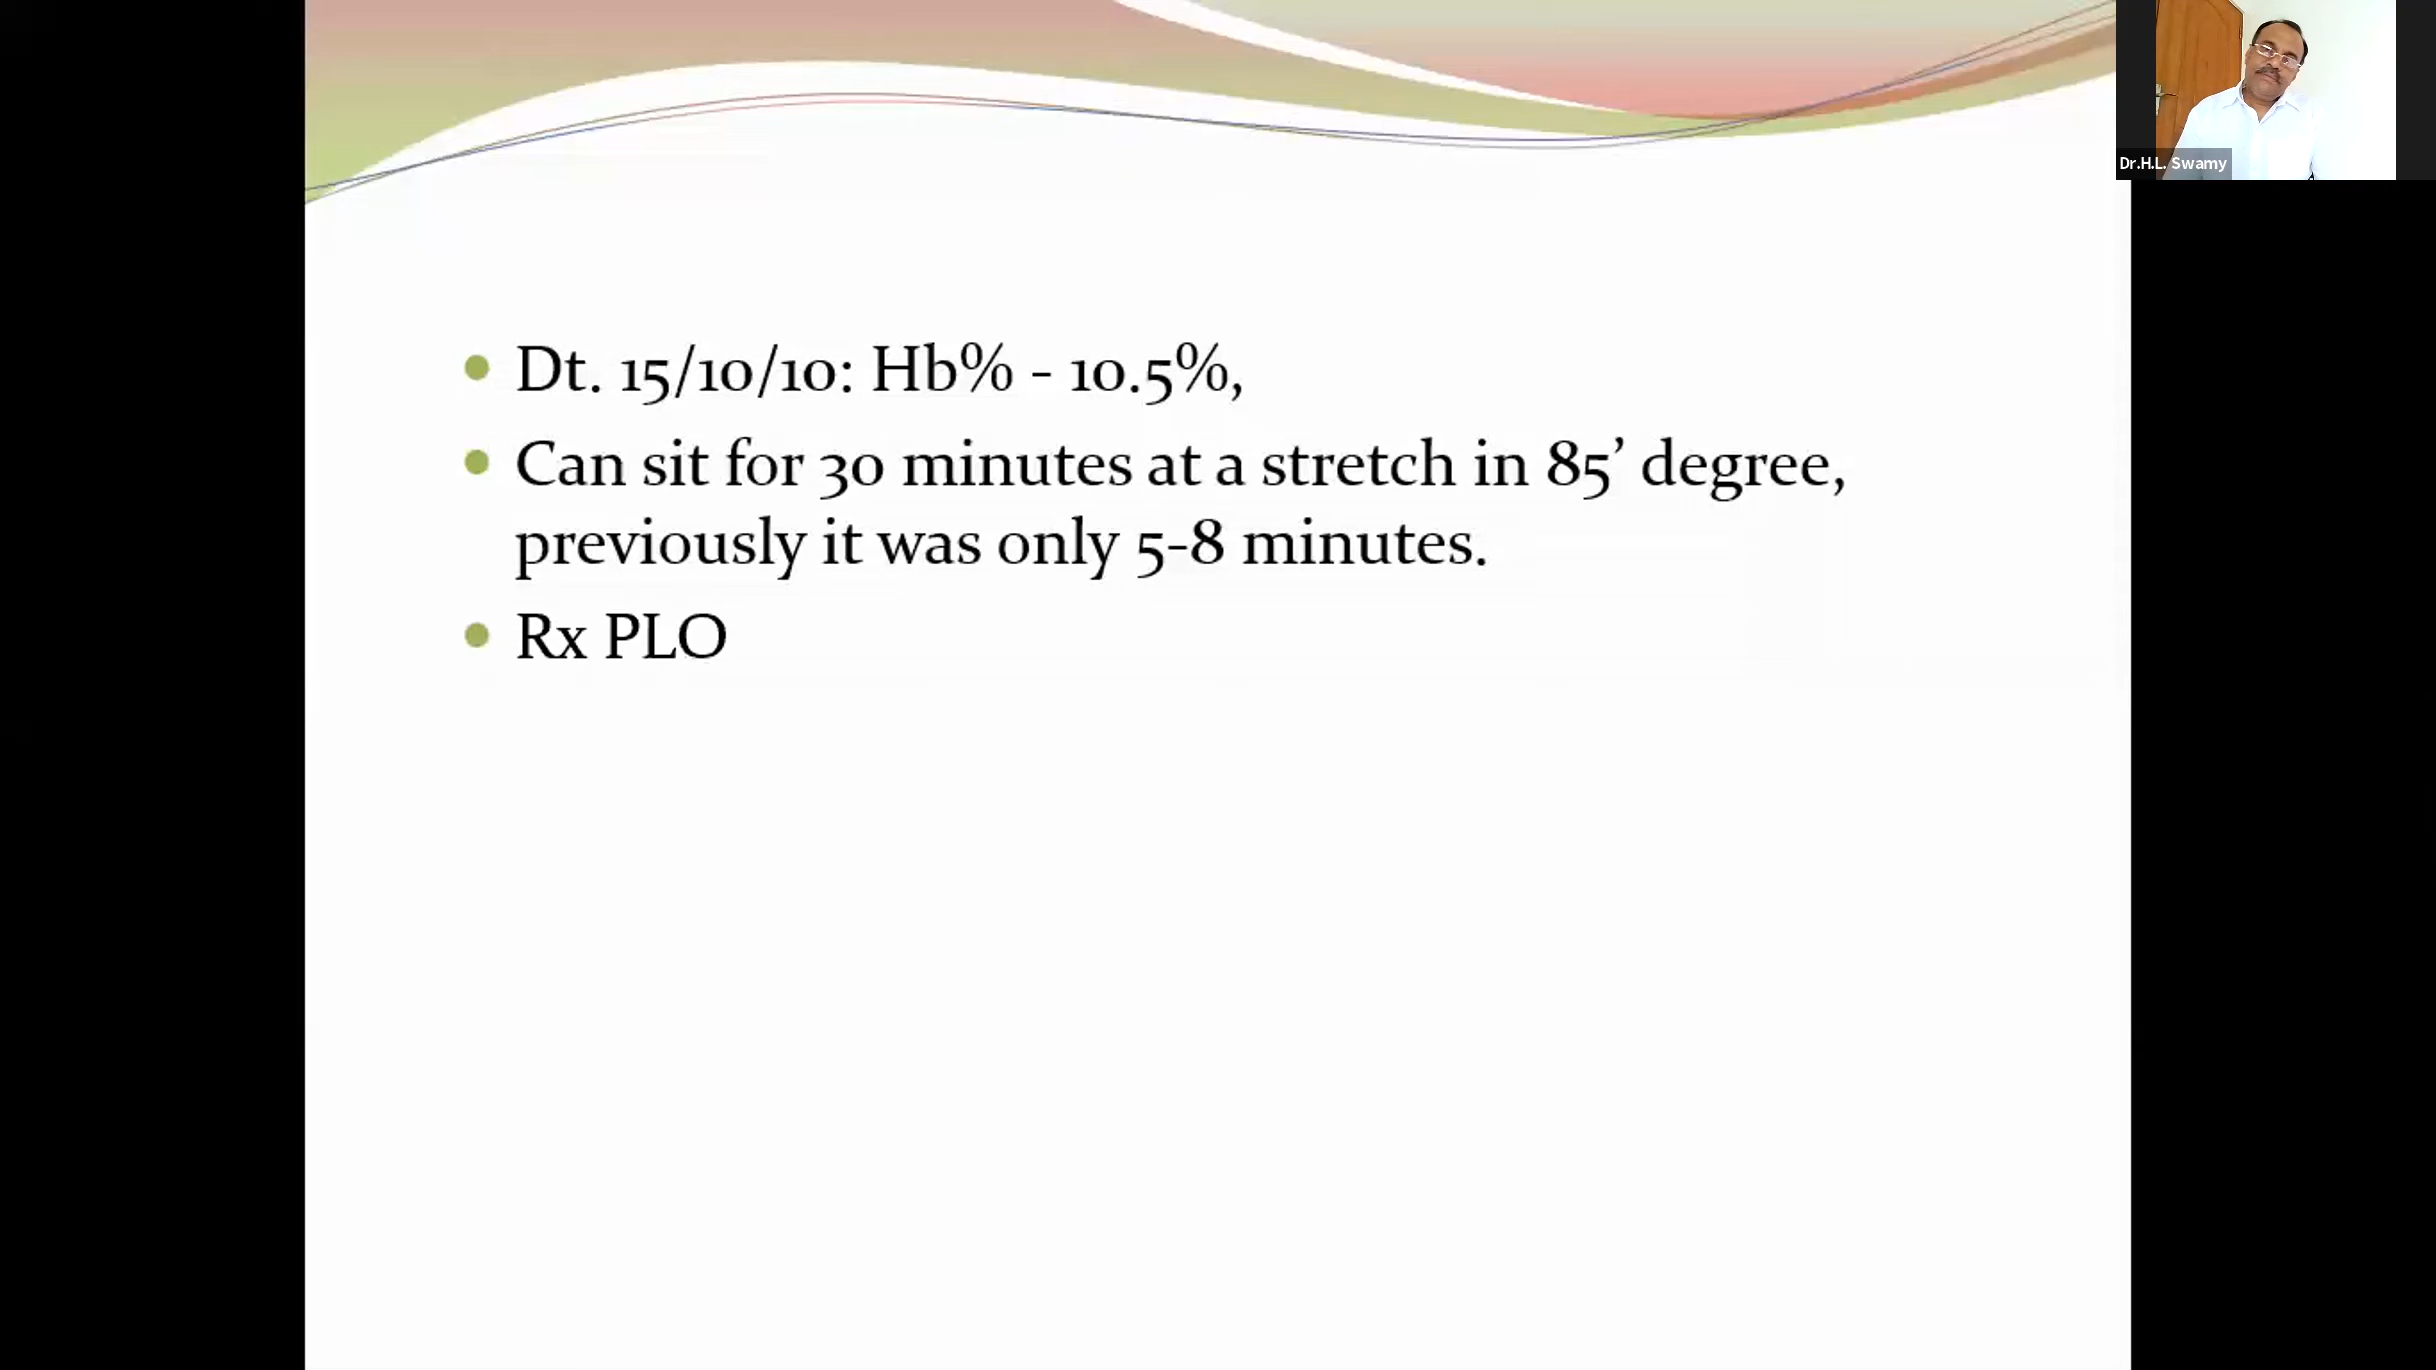 Dr.H.L. Swamy
Dt. 15/10/10: Hb% - 10.5%,
Can sit for 30 minutes at a stretch in 85’ degree,
previously it was only 5-8 minutes.
Rx PLO